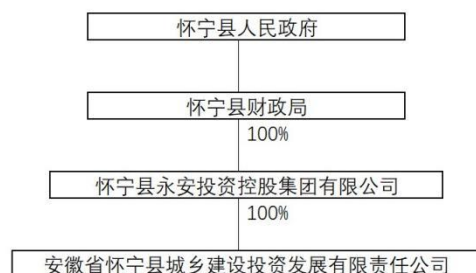 怀宁县人民政府
怀宁县财政局
100%
怀宁县永安投资控股集团有限公司
100%
安徽省怀宁县城乡建设投资发展有限责任公司